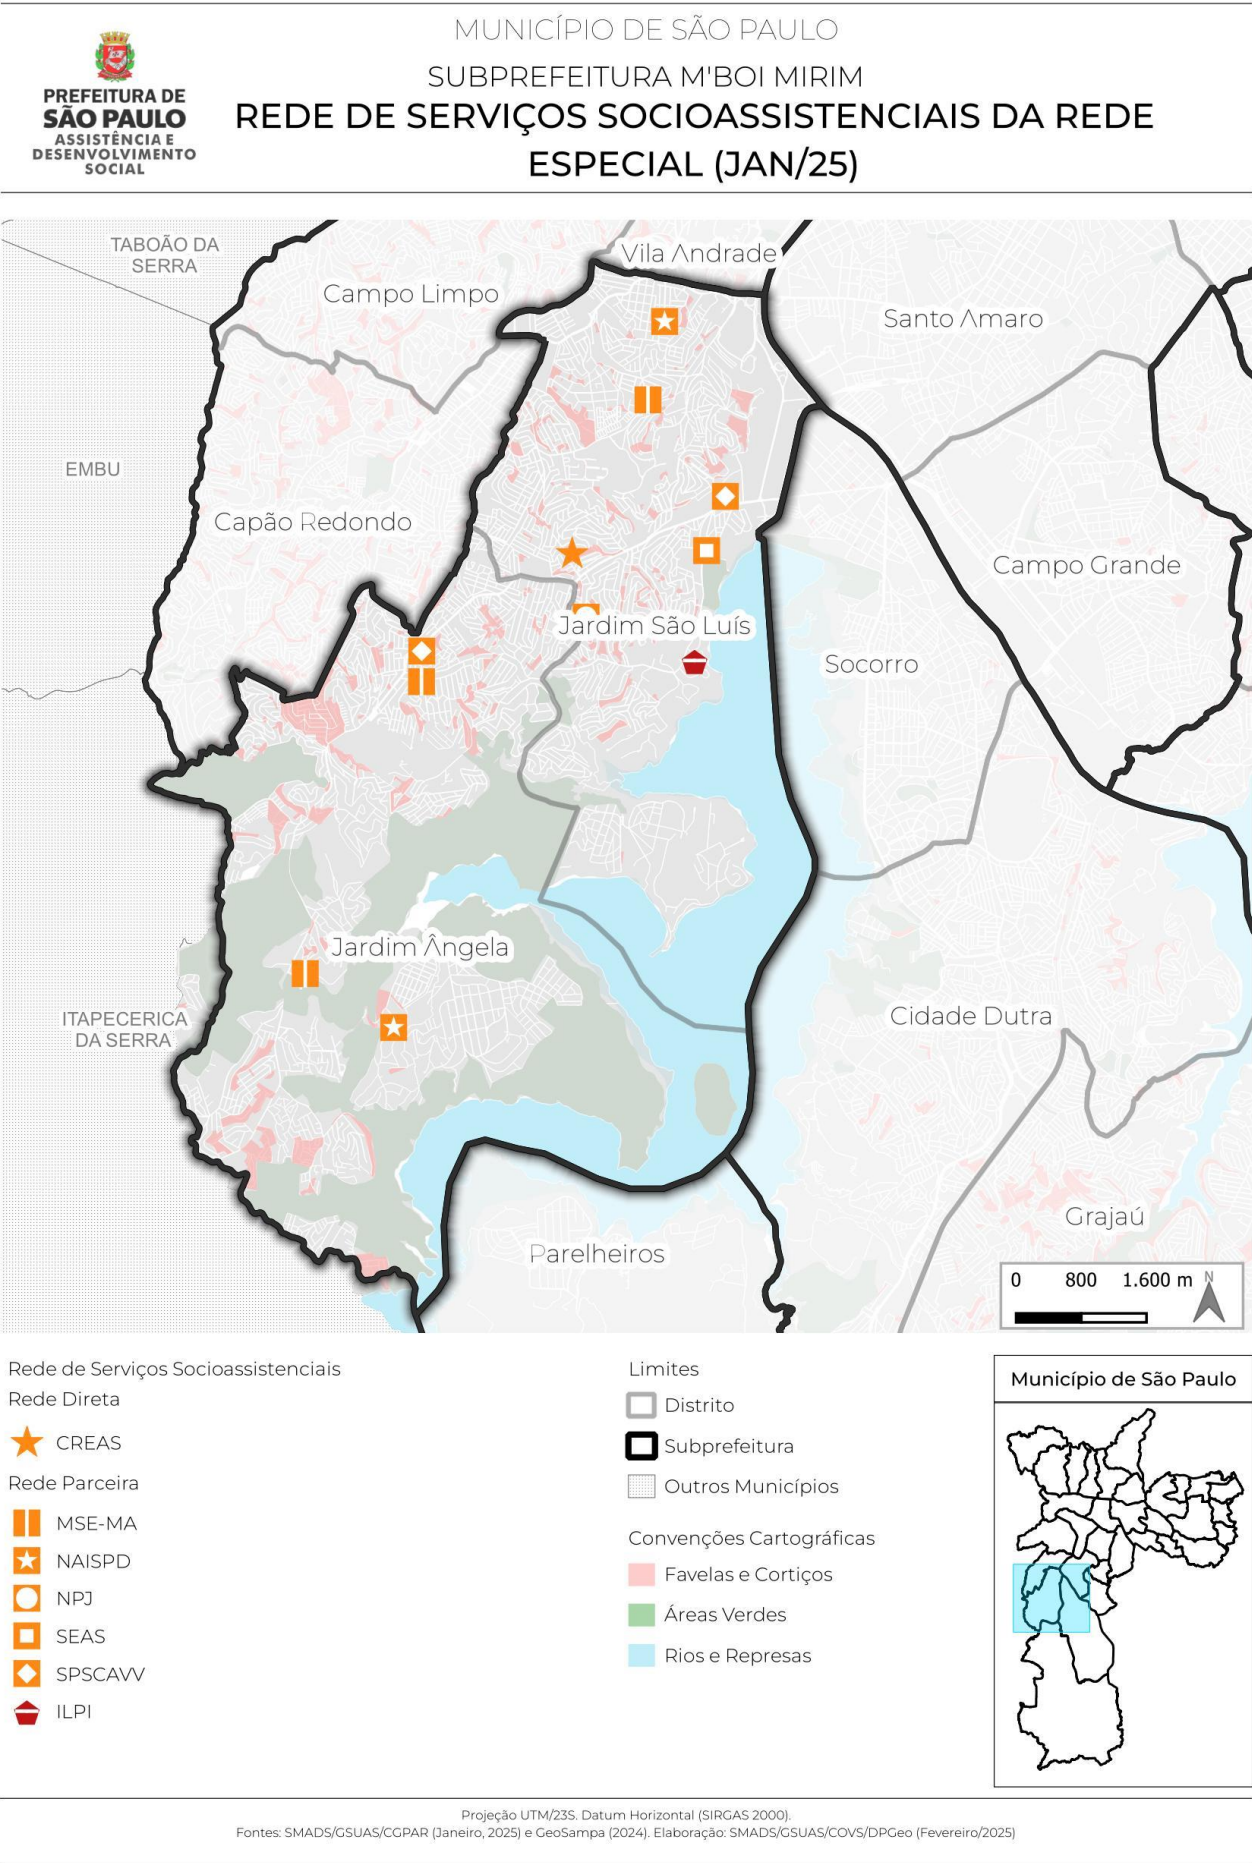 MUNICÍPIO DE SÃO PAULO
SUBPREFEITURA M'BOI MIRIM
REDE DE SERVIÇOS SOCIOASSISTENCIAIS DA REDE
ESPECIAL (JAN/25)
PREFEITURA DE
SÃO PAULO
ASSISTÊNCIA E
DESENVOLVIMENTO
SOCIAL
TABOÃO DA
SERRA
Vila Andrade
Campo Limpo
Santo Amaro
EMBU
Capão Redondo
Campo Grande
Jardim São Luís
Socorro
Jardim Ângela
ITAPECERICA
DA SERRA
Cidade Dutra
Grajaú
Parelheiros
0 800 1.600 m N
Rede de Serviços Socioassistenciais
Rede Direta
CREAS
Rede Parceira
MSE-MA
NAISPD
NPJ
SEAS
SPSCAVV
ILPI
Limites
Distrito
Subprefeitura
Outros Municípios
Convenções Cartográficas
Favelas e Cortiços
Áreas Verdes
Rios e Represas
Município de São Paulo
Projeção UTM/23S. Datum Horizontal (SIRGAS 2000).
Fontes: SMADS/GSUAS/CGPAR (Janeiro, 2025) e GeoSampa (2024). Elaboração: SMADS/GSUAS/COVS/DPGeo (Fevereiro/2025)